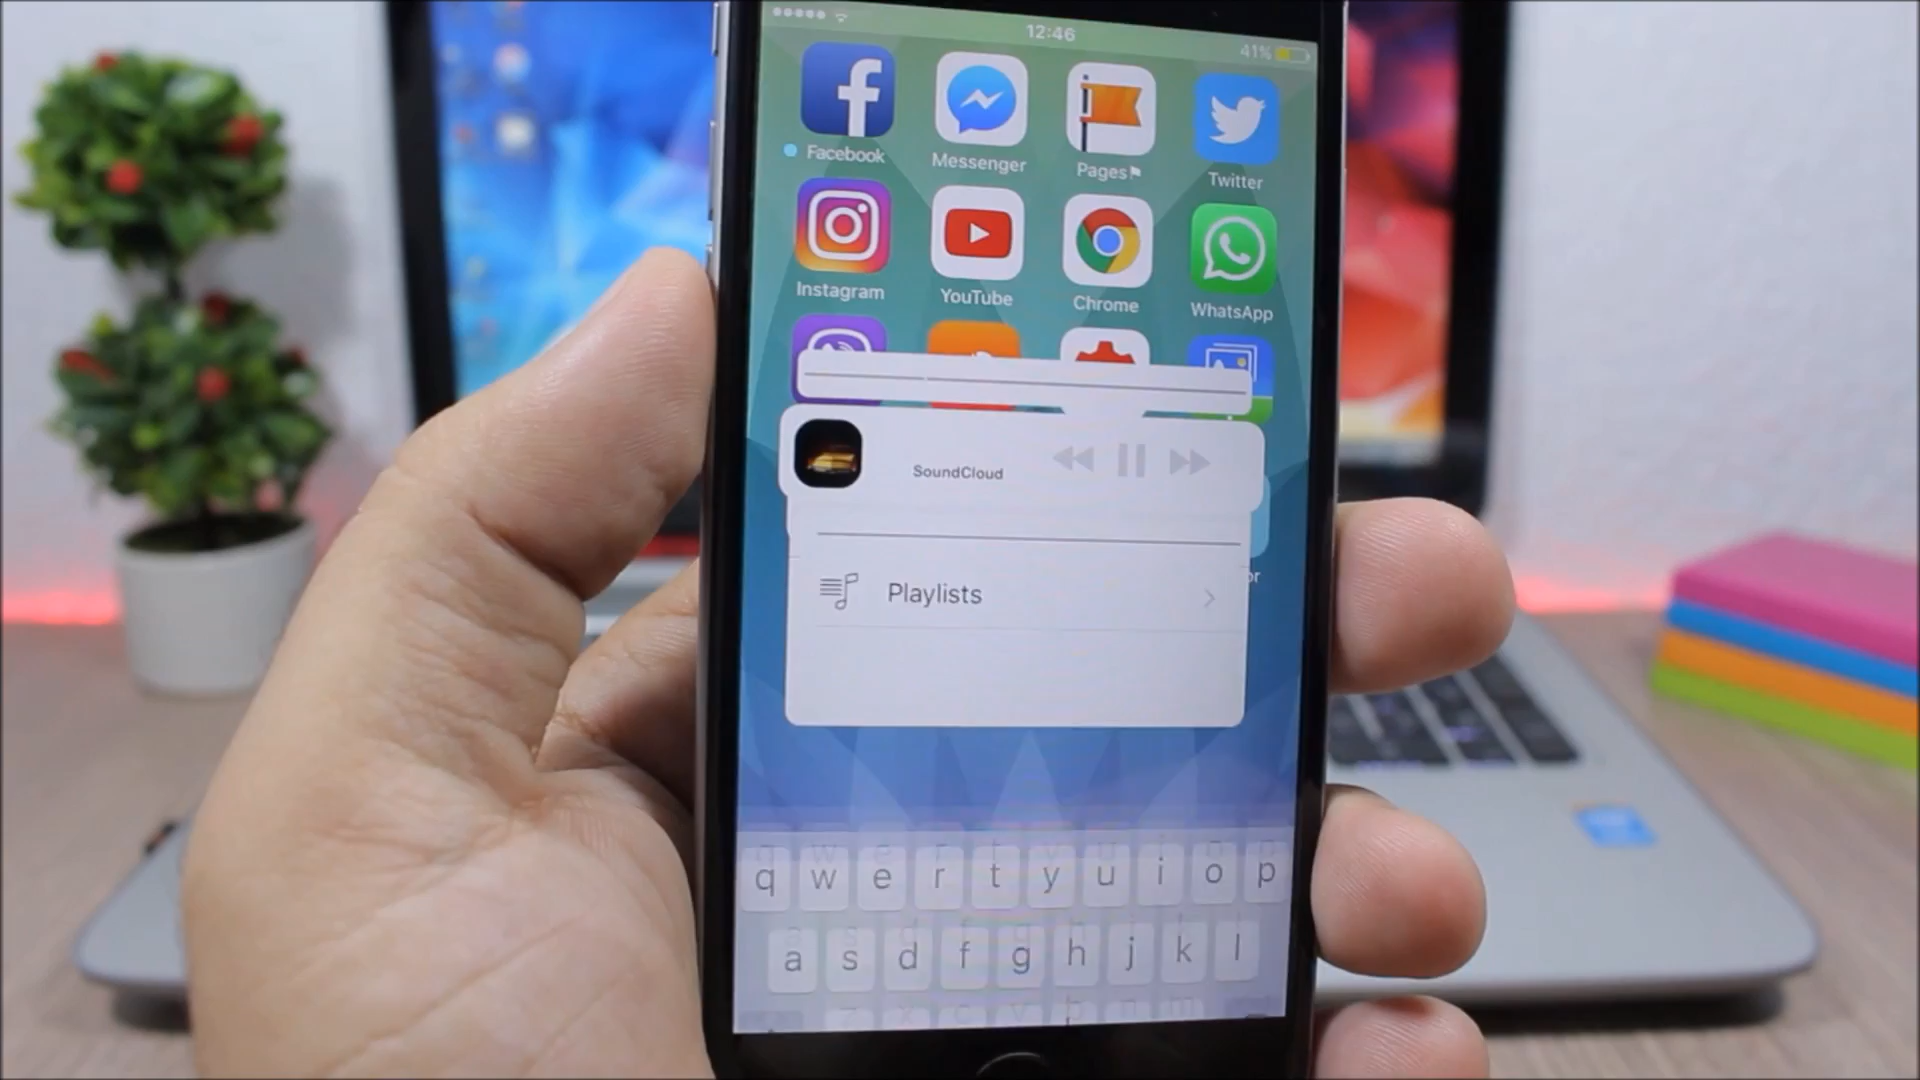 12:46
41%
Facebook
Messenger
Pages
Twitter
Instagram
YouTube
Chrome
WhatsApp
SoundCloud
Playlists
q w e r t y u i o p
a s d f g h j k l